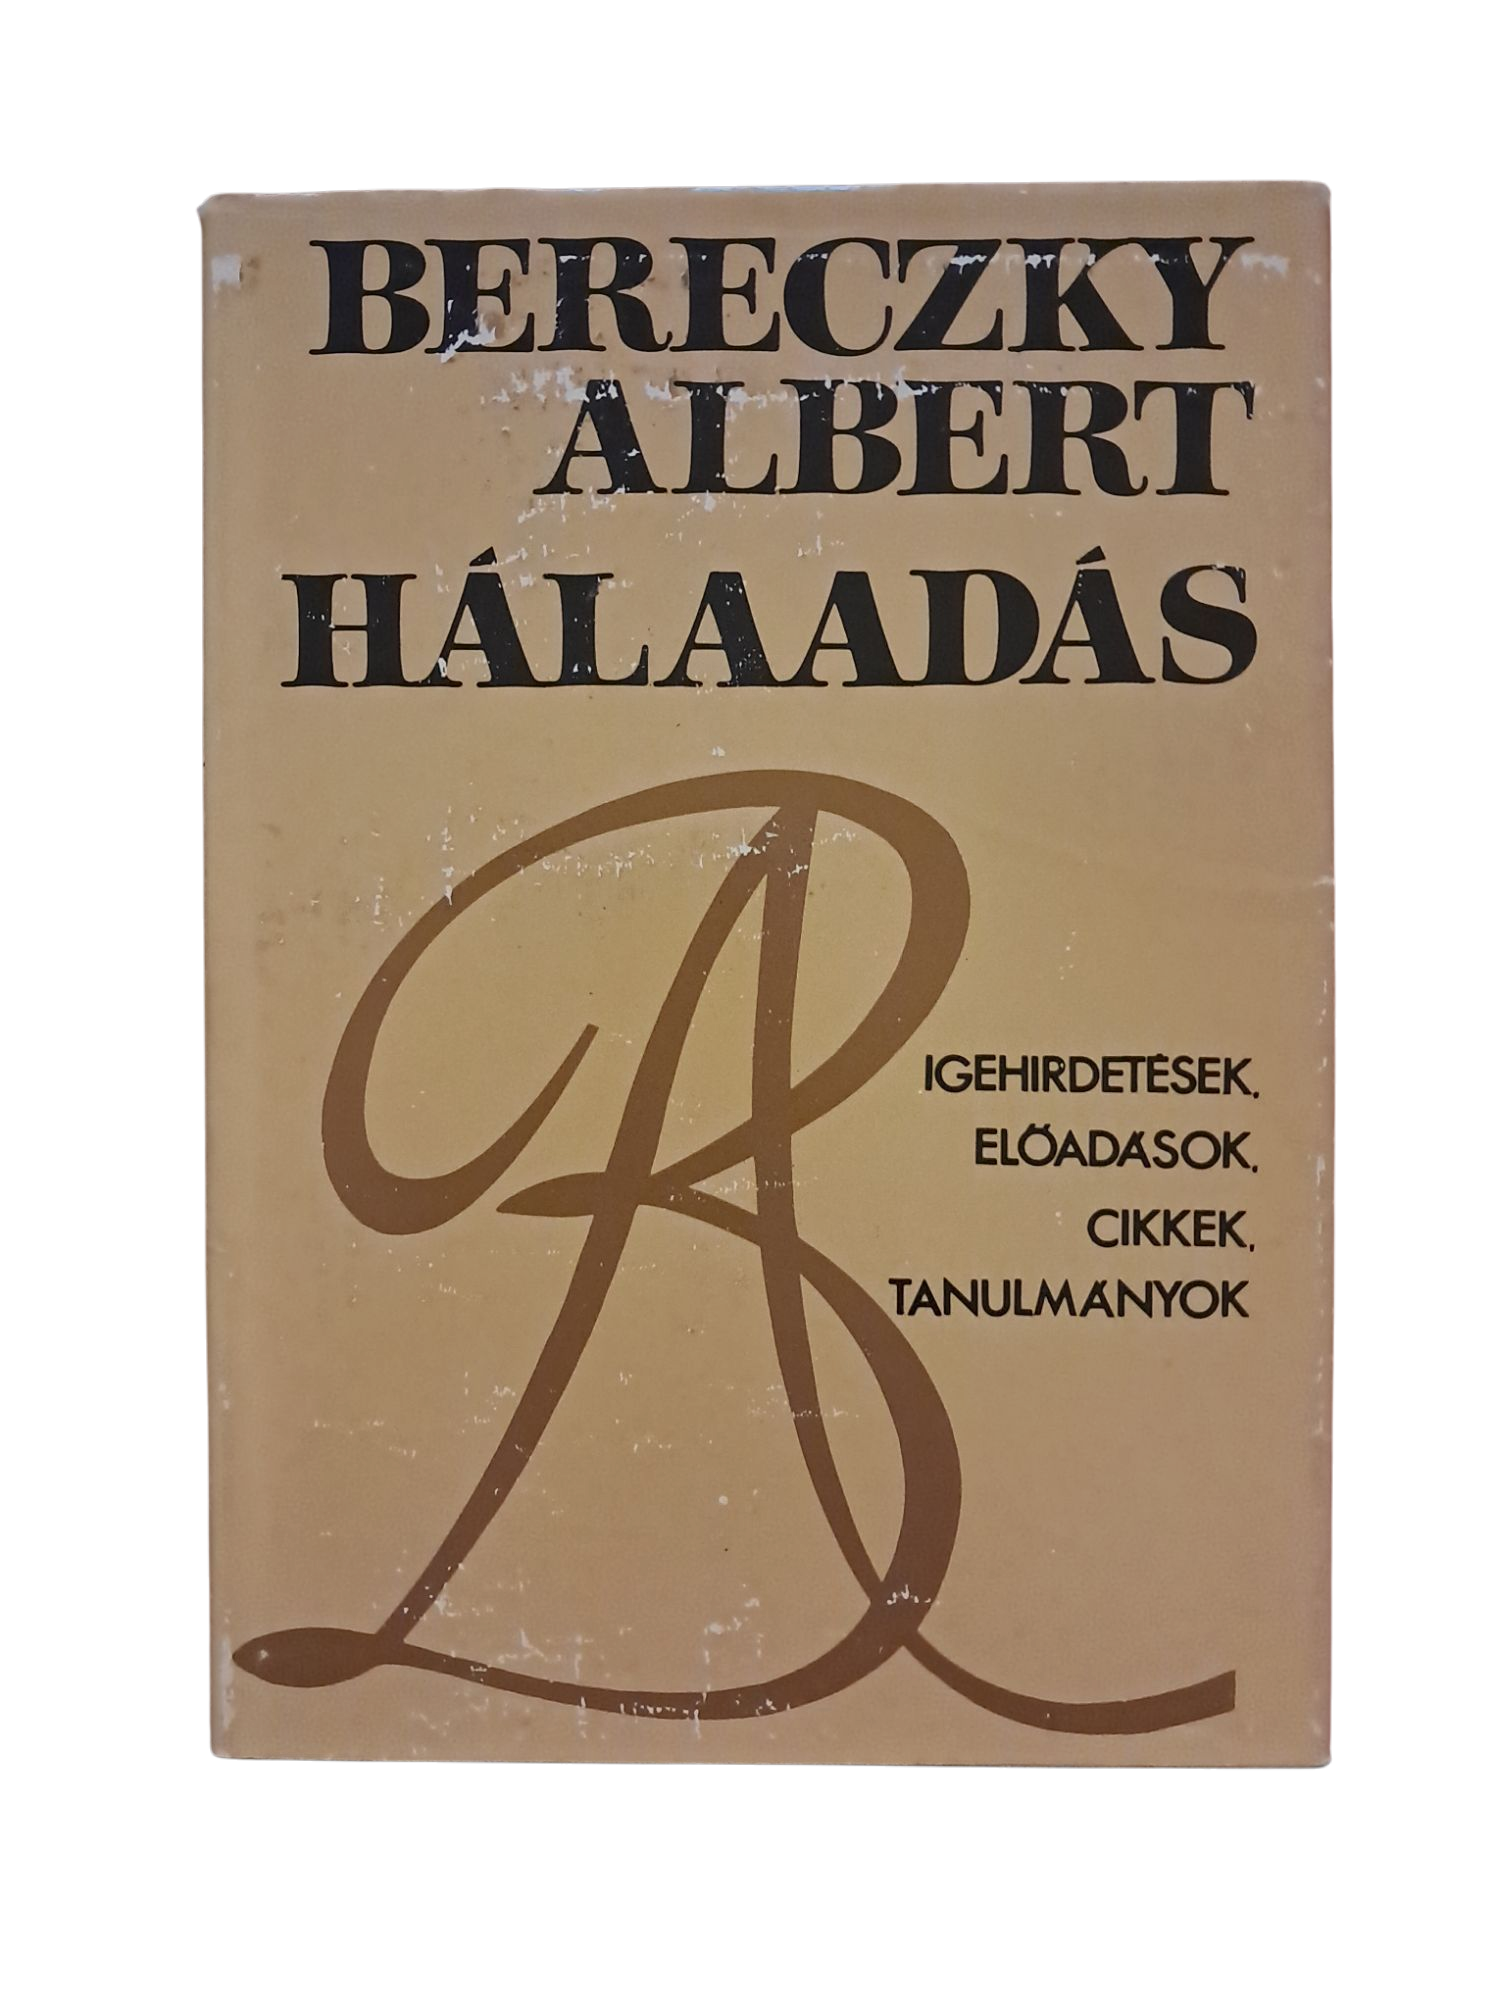 BERECZKY
ALBERT
HÁLAADÁS
IGEHIRDETÉSEK,
ELŐADÁSOK,
CIKKEK,
TANULMÁNYOK